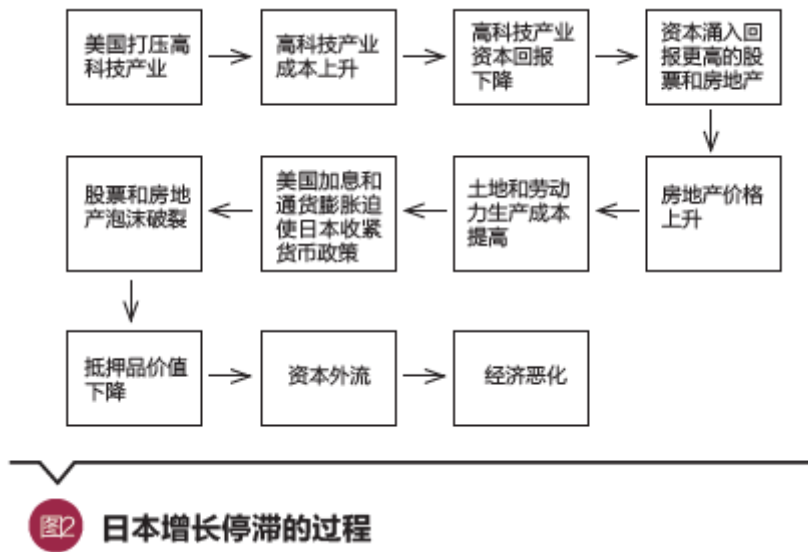 美国打压高
科技产业
高科技产业
成本上升
高科技产业
资本回报
下降
资本涌入回
报更高的股
票和房地产
房地产价格
上升
土地和劳动
力生产成本
提高
美国加息和
通货膨胀迫
使日本收紧
货币政策
股票和房地
产泡沫破裂
抵押品价值
下降
资本外流
经济恶化
图2 日本增长停滞的过程